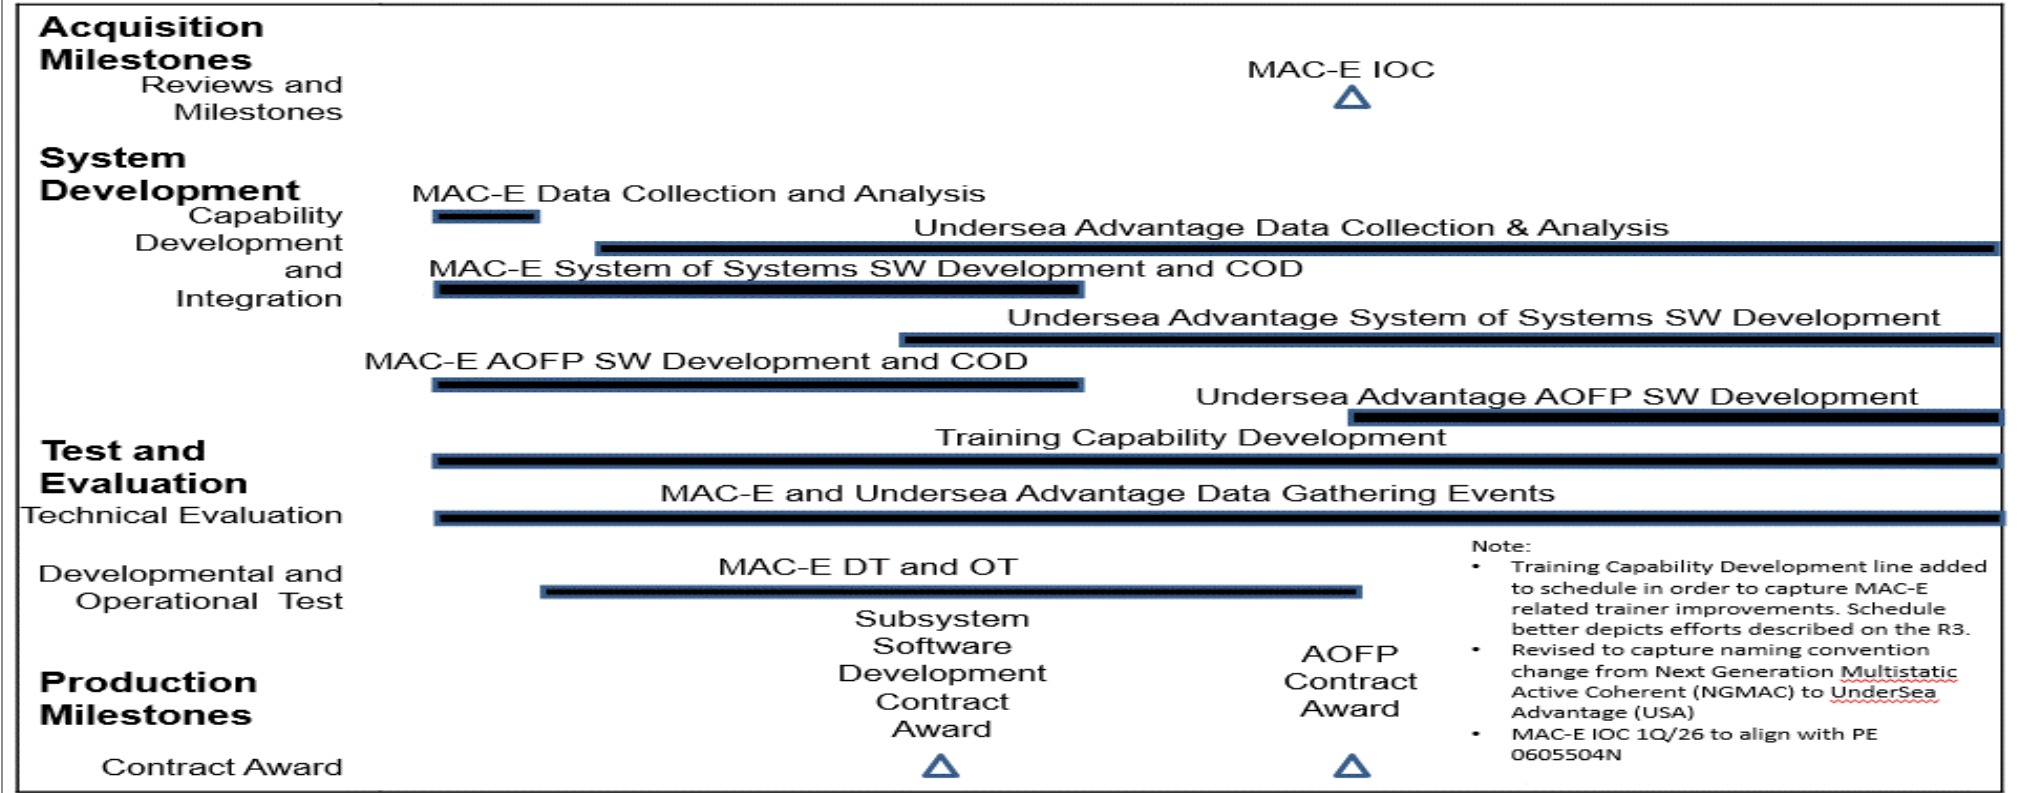 Acquisition
Milestones
Reviews and
Milestones
MAC-E IOC
System
Development
Capability
Development
and
Integration
MAC-E Data Collection and Analysis
Undersea Advantage Data Collection & Analysis
MAC-E System of Systems SW Development and COD
Undersea Advantage System of Systems SW Development
MAC-E AOFP SW Development and COD
Undersea Advantage AOFP SW Development
Training Capability Development
Test and
Evaluation
Technical Evaluation
MAC-E and Undersea Advantage Data Gathering Events
Developmental and
Operational Test
MAC-E DT and OT
Subsystem
Software
Development
Contract
Award
AOFP
Contract
Award
Production
Milestones
Contract Award
Note:
• Training Capability Development line added
to schedule in order to capture MAC-E
related trainer improvements. Schedule
better depicts efforts described on the R3.
• Revised to capture naming convention
change from Next Generation Multistatic
Active Coherent (NGMAC) to UnderSea
Advantage (USA)
• MAC-E IOC 1Q/26 to align with PE
0605504N